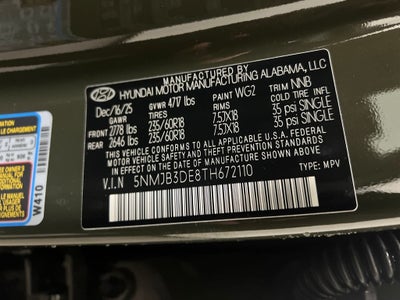 MANUFACTURED BY
HYUNDAI MOTOR MANUFACTURING ALABAMA, LLC
Dec/16/25 GVWR 4717 lbs PAINT WG2 TRIM NNB
GAWR TIRES RIMS COLD TIRE INFL
FRONT 2778 lbs 235/60R18 7.5JX18 35 psi SINGLE
REAR 2646 lbs 235/60R18 7.5JX18 35 psi SINGLE
THIS VEHICLE CONFORMS TO ALL APPLICABLE U.S. FEDERAL
MOTOR VEHICLE SAFETY, BUMPER, AND THEFT PREVENTION
STANDARDS IN EFFECT ON THE DATE OF MANUFACTURE SHOWN ABOVE.
V.I.N 5NMJB3DE8TH672110
TYPE: MPV
W410